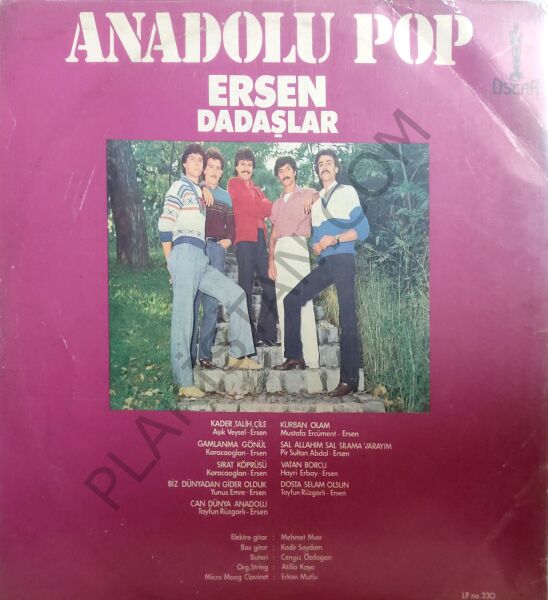 ANADOLU POP
OSCAR
ERSEN
DADAŞLAR
PLAKİSTAN.COM
KADER TALİH ÇİLE
Aşık Veysel - Ersen
GAMLANMA GÖNÜL
Karacaoğlan - Ersen
SIRAT KÖPRÜSÜ
Karacaoğlan - Ersen
BİZ DÜNYADAN GİDER OLDUK
Yunus Emre - Ersen
CAN DÜNYA ANADOLU
Tayfun Rüzgarlı - Ersen
KURBAN OLAM
Mustafa Ercüment - Ersen
SAL ALLAHIM SAL SILAMA VARAYIM
Pir Sultan Abdal - Ersen
VATAN BORCU
Hayri Erbay - Ersen
DOSTA SELAM OLSUN
Tayfun Rüzgarlı - Ersen
Elektro gitar : Mehmet Mısır
Bas gitar : Kadir Saydam
Bateri : Cengiz Özdogan
Org String : Atilla Kaya
Micro Moog Clavinet : Erkan Mutlu
LP. no. 230